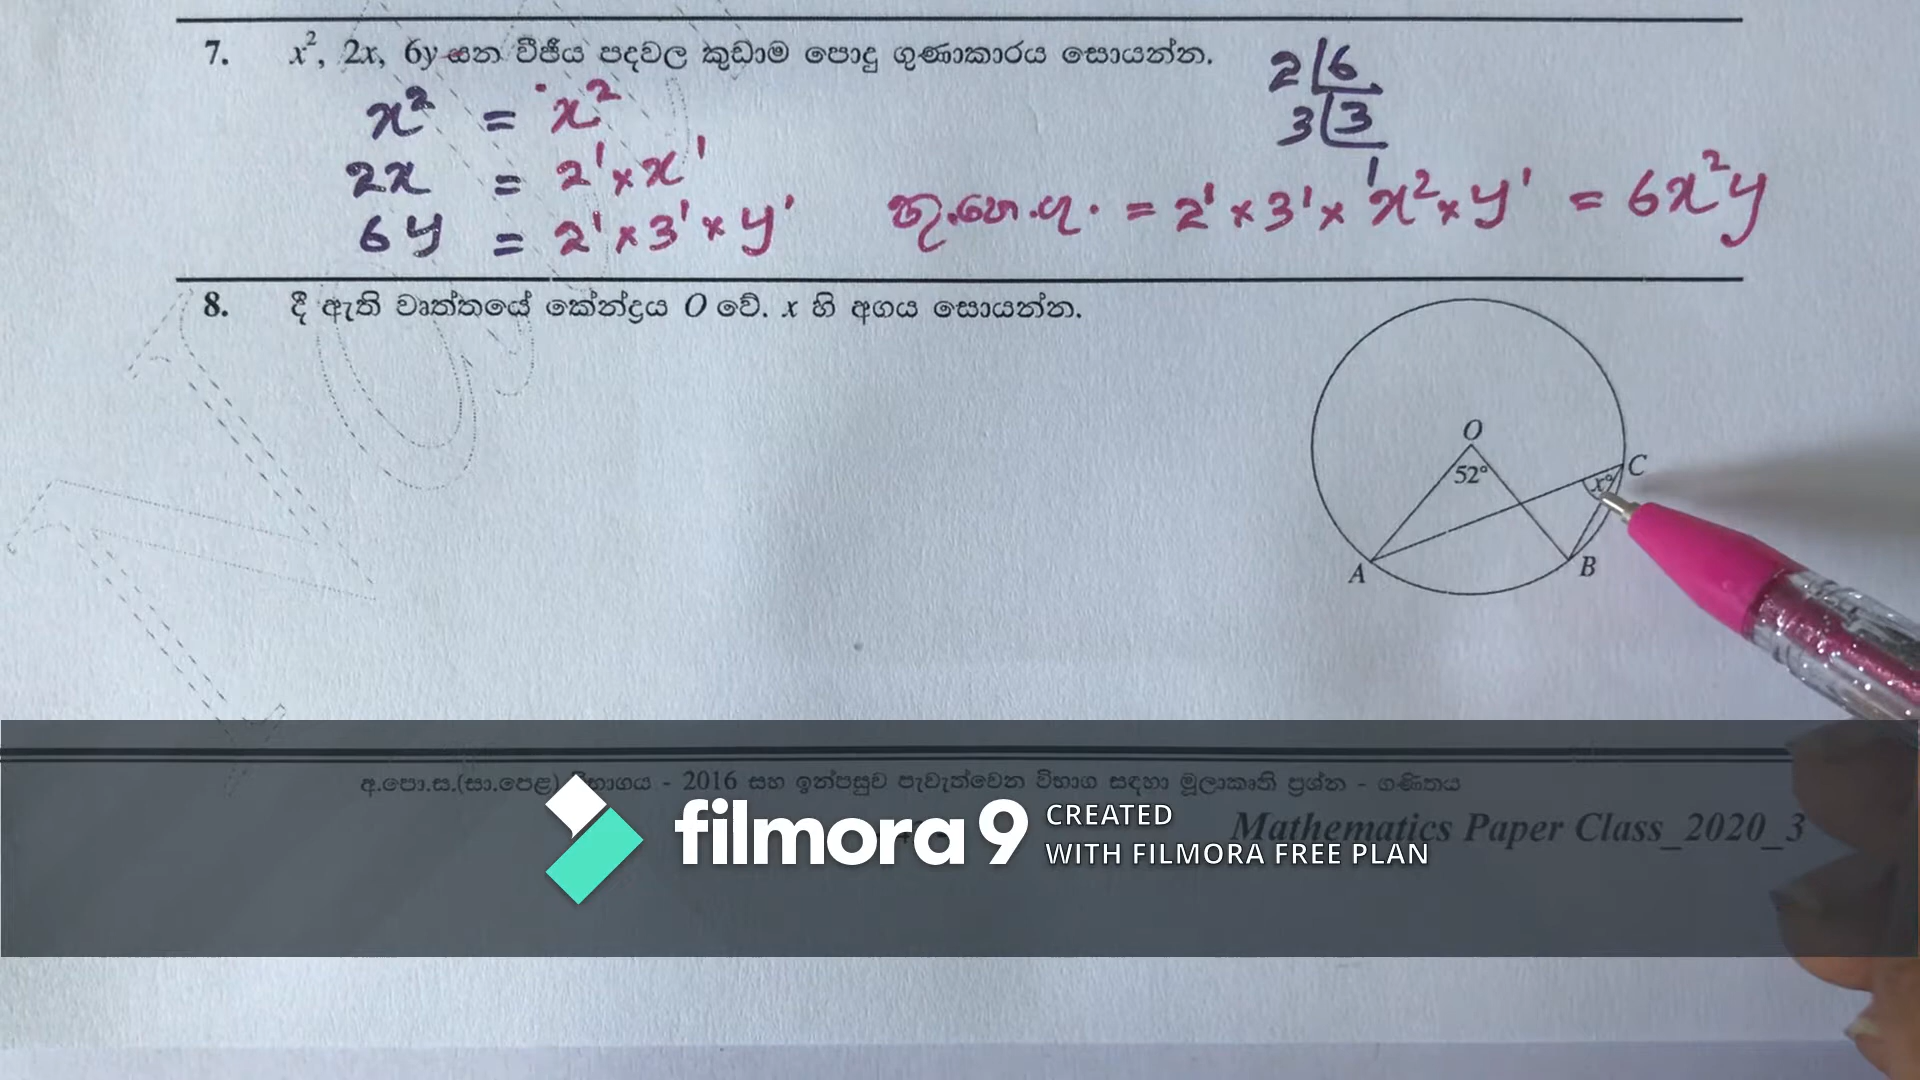 7. x², 2x, 6y යන වීජීය පදවල කුඩාම පොදු ගුණාකාරය සොයන්න.
2 6
3 3
1
x² = x²
2x = 2¹ × x¹
6y = 2¹ × 3¹ × y¹
කු.පො.ගු. = 2¹ × 3¹ × x² × y¹ = 6x²y
8. දී ඇති වෘත්තයේ කේන්ද්‍රය O වේ. x හි අගය සොයන්න.
O
52°
C
x°
A
B
අ.පො.ස.(සා.පෙළ) විභාගය - 2016 සහ ඉන්පසුව පැවැත්වෙන විභාග සඳහා මූලාකෘති ප්‍රශ්න - ගණිතය
filmora9 CREATED WITH FILMORA FREE PLAN
Mathematics Paper Class_2020_3